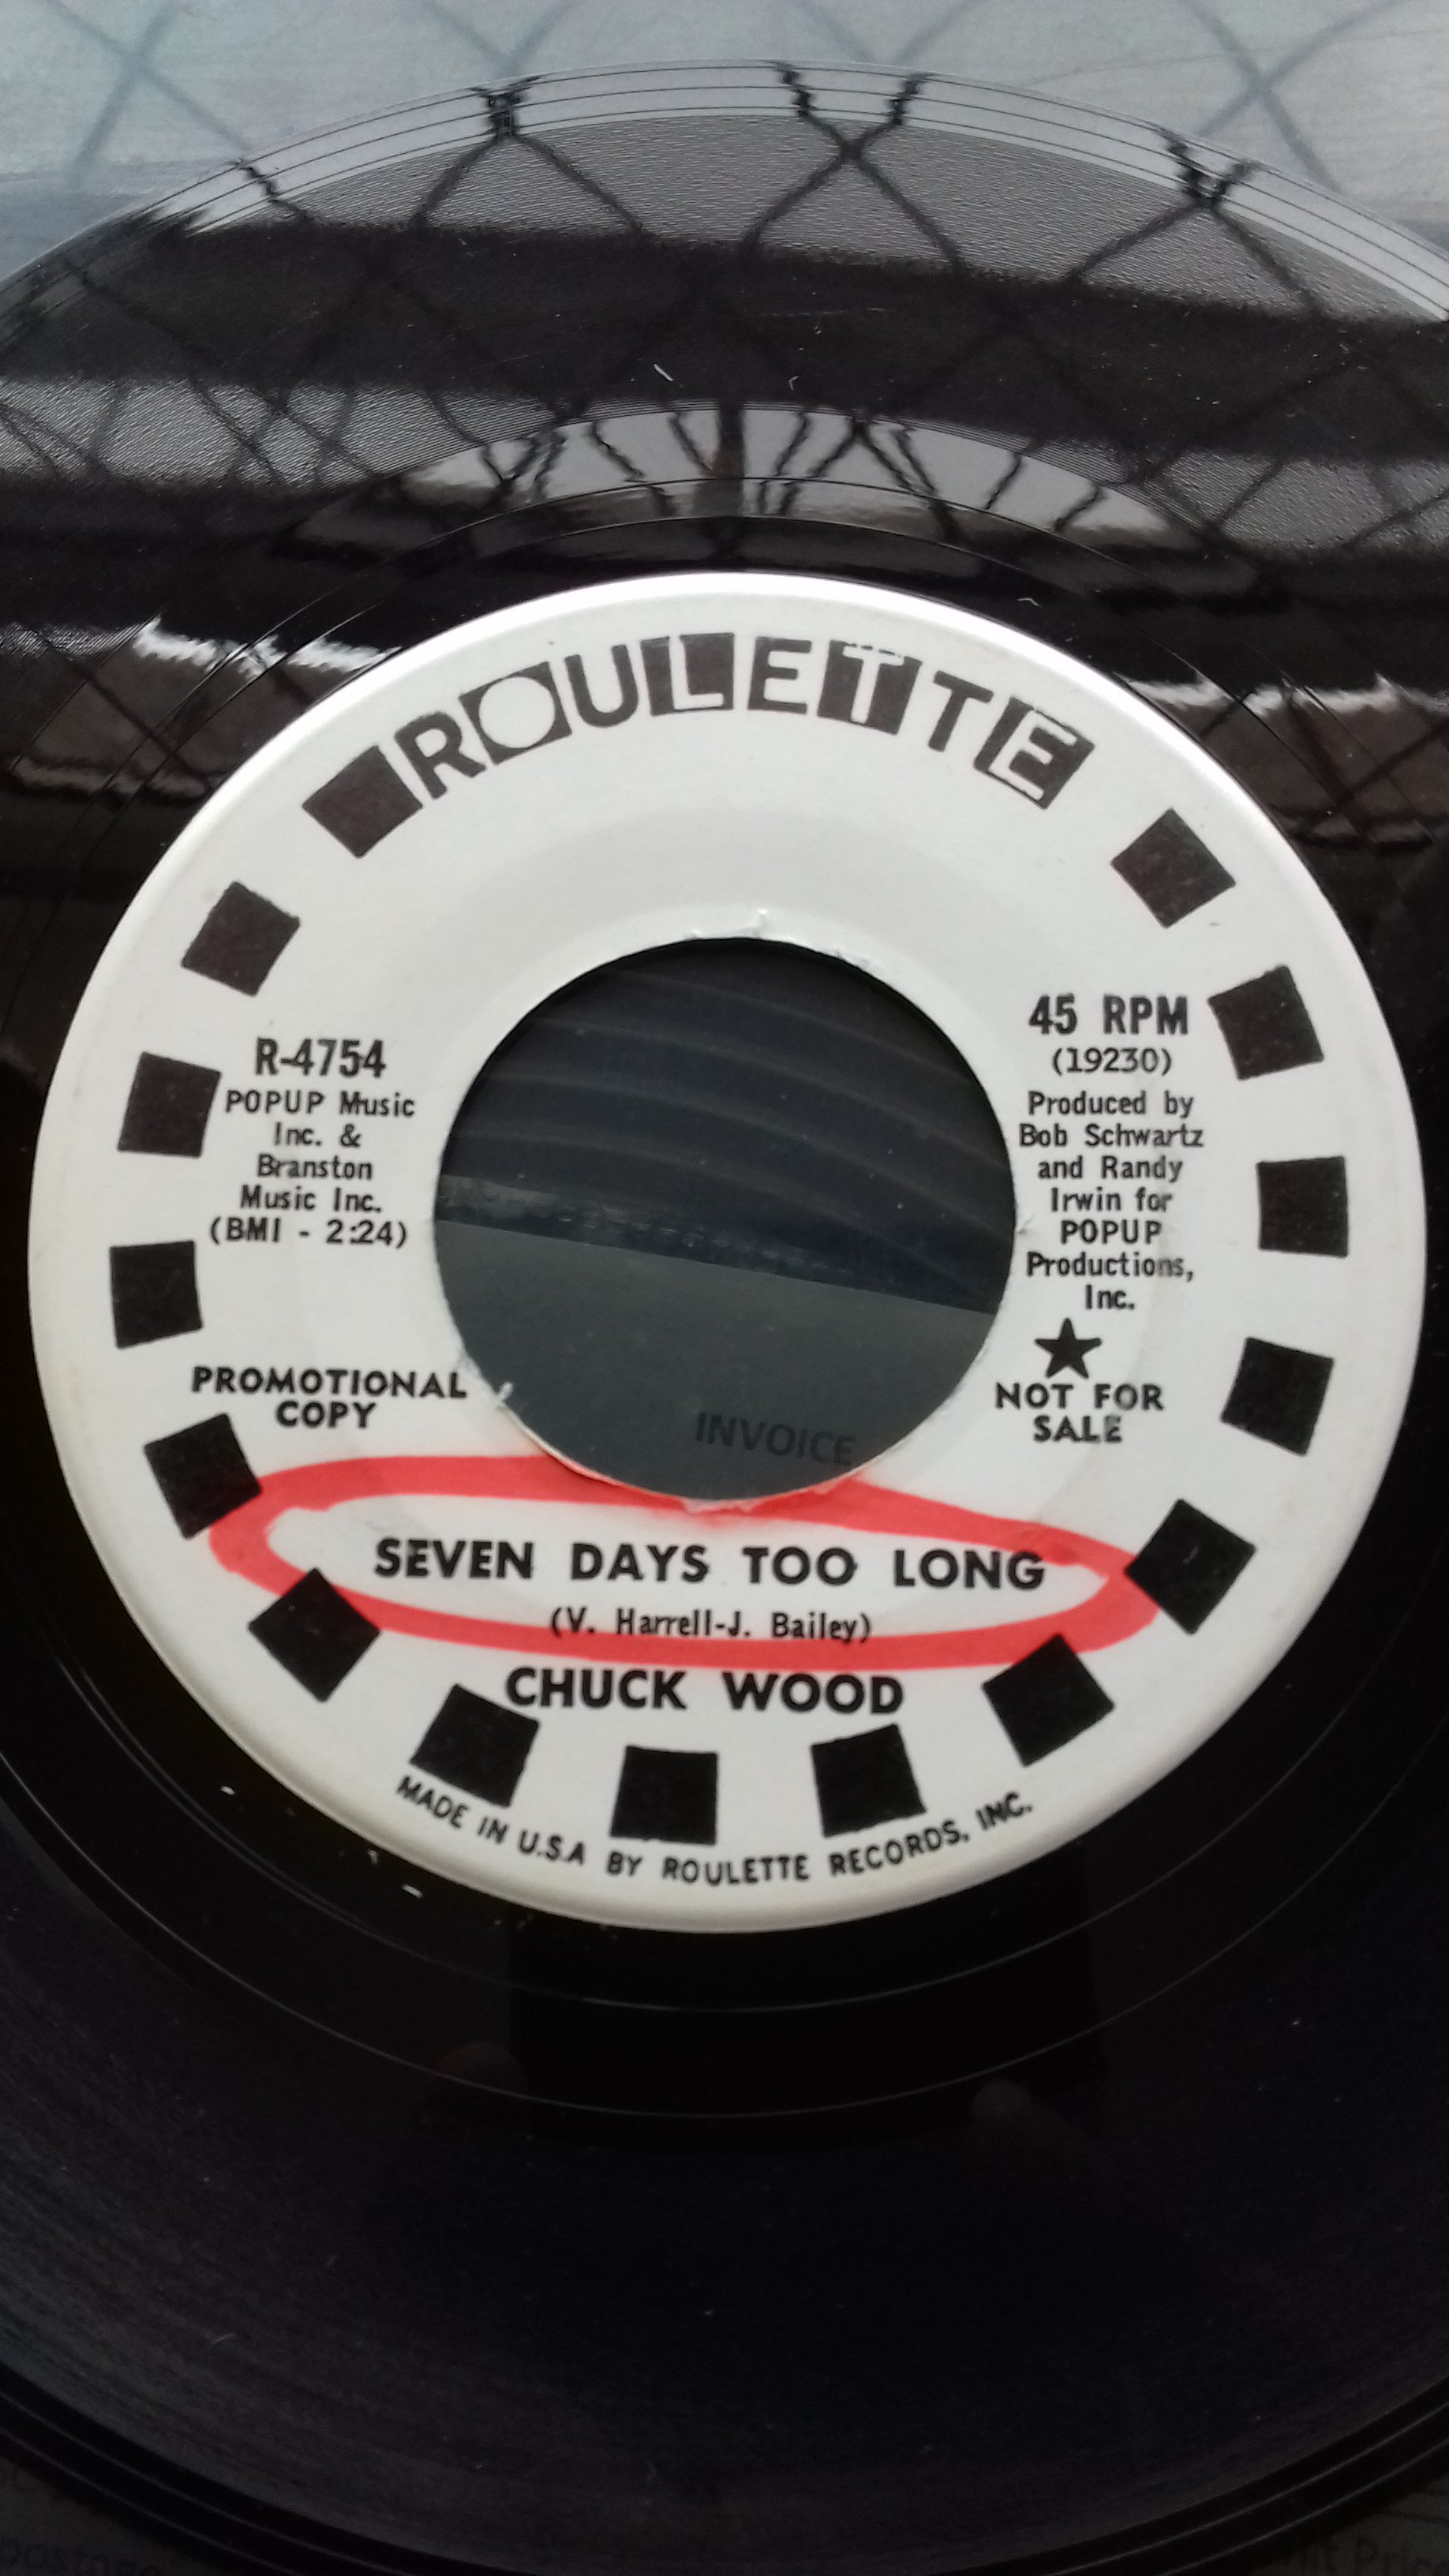 ROULETTE
R-4754
POPUP Music
Inc. &
Branston
Music Inc.
(BMI - 2:24)
45 RPM
(19230)
Produced by
Bob Schwartz
and Randy
Irwin for
POPUP
Productions,
Inc.
PROMOTIONAL
COPY
NOT FOR
SALE
INVOICE
SEVEN DAYS TOO LONG
(V. Harrell-J. Bailey)
CHUCK WOOD
MADE IN U.S.A BY ROULETTE RECORDS, INC.
postage